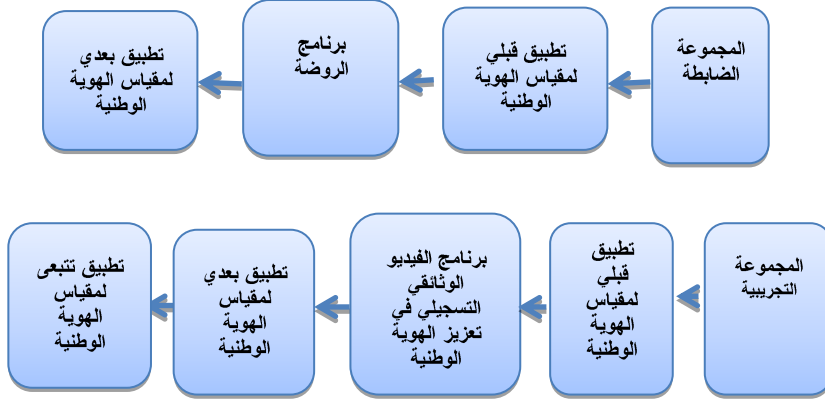 المجموعة
الضابطة
تطبيق قبلي
لمقياس الهوية
الوطنية
برنامج
الروضة
تطبيق بعدي
لمقياس الهوية
الوطنية
المجموعة
التجريبية
تطبيق
قبلي
لمقياس
الهوية
الوطنية
برنامج الفيديو
الوثائقي
التسجيلي في
تعزيز الهوية
الوطنية
تطبيق بعدي
لمقياس
الهوية
الوطنية
تطبيق تتبعى
لمقياس
الهوية
الوطنية